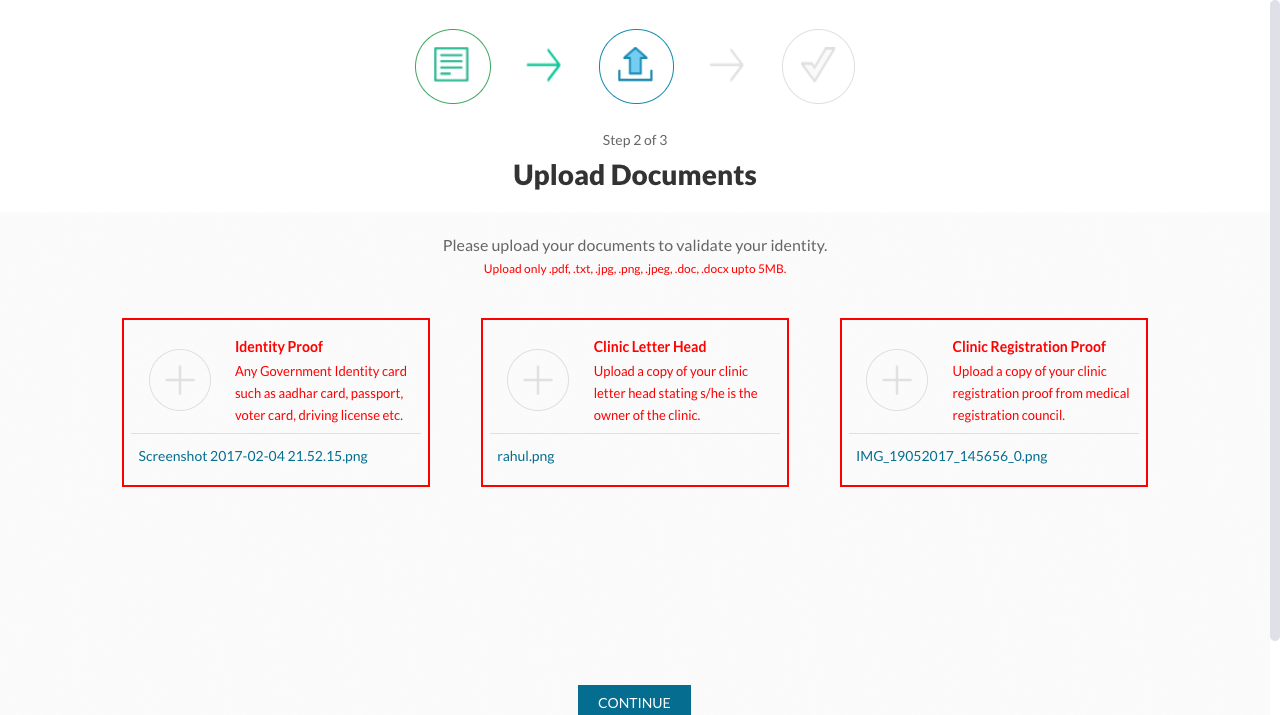 Step 2 of 3
Upload Documents
Please upload your documents to validate your identity.
Upload only .pdf, .txt, .jpg, .png, .jpeg, .doc, .docx upto 5MB.
Identity Proof
Any Government Identity card
such as aadhar card, passport,
voter card, driving license etc.
Screenshot 2017-02-04 21.52.15.png
Clinic Letter Head
Upload a copy of your clinic
letter head stating s/he is the
owner of the clinic.
rahul.png
Clinic Registration Proof
Upload a copy of your clinic
registration proof from medical
registration council.
IMG_19052017_145656_0.png
CONTINUE